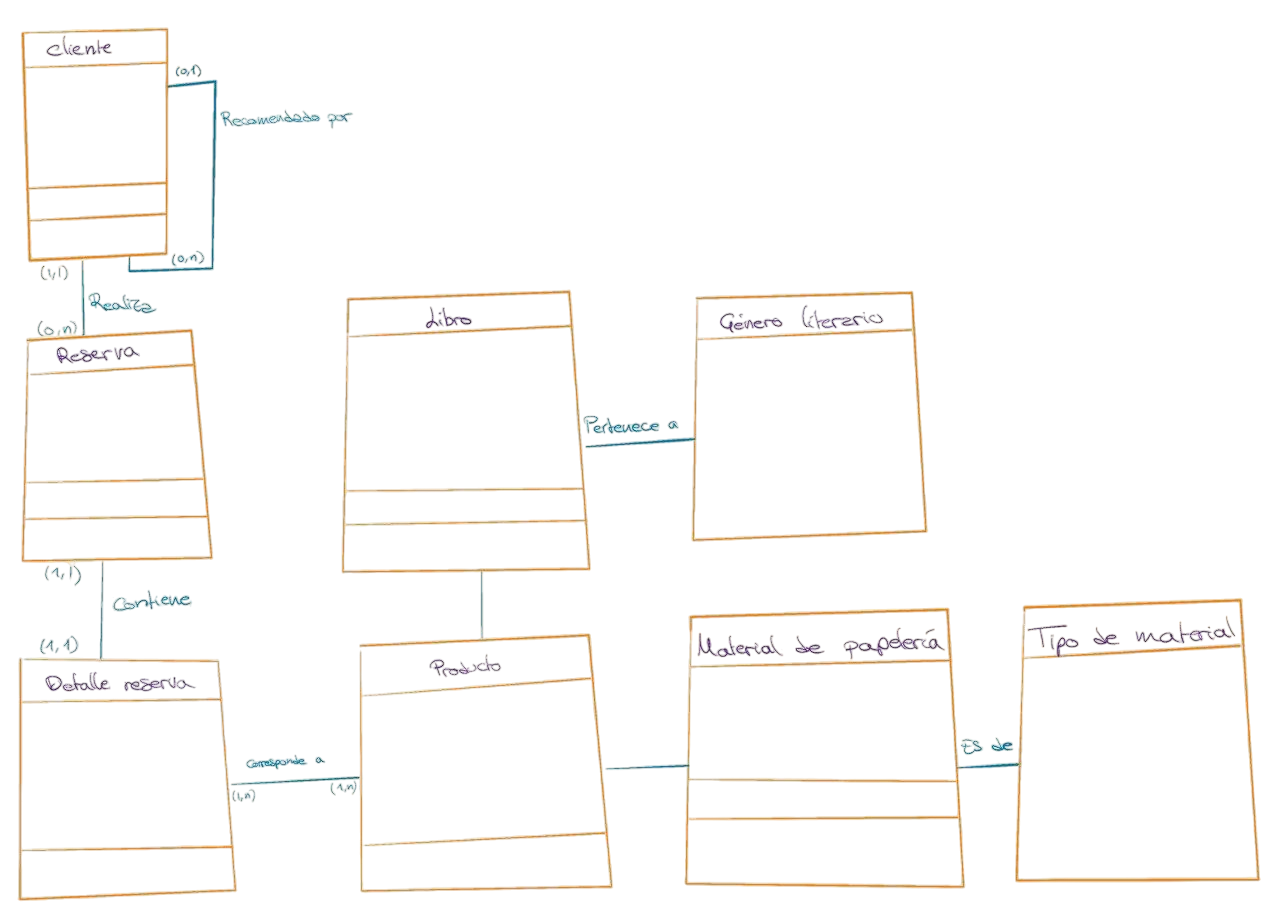 cliente
(0,1)
Recomendado por
(0,n)
(1,1)
Realiza
(0,n)
Reserva
Libro
Género literario
Pertenece a
(1,1)
Contiene
(1,1)
Detalle reserva
Producto
Material de papelería
Tipo de material
Corresponde a
(1,n)
(1,n)
ES de